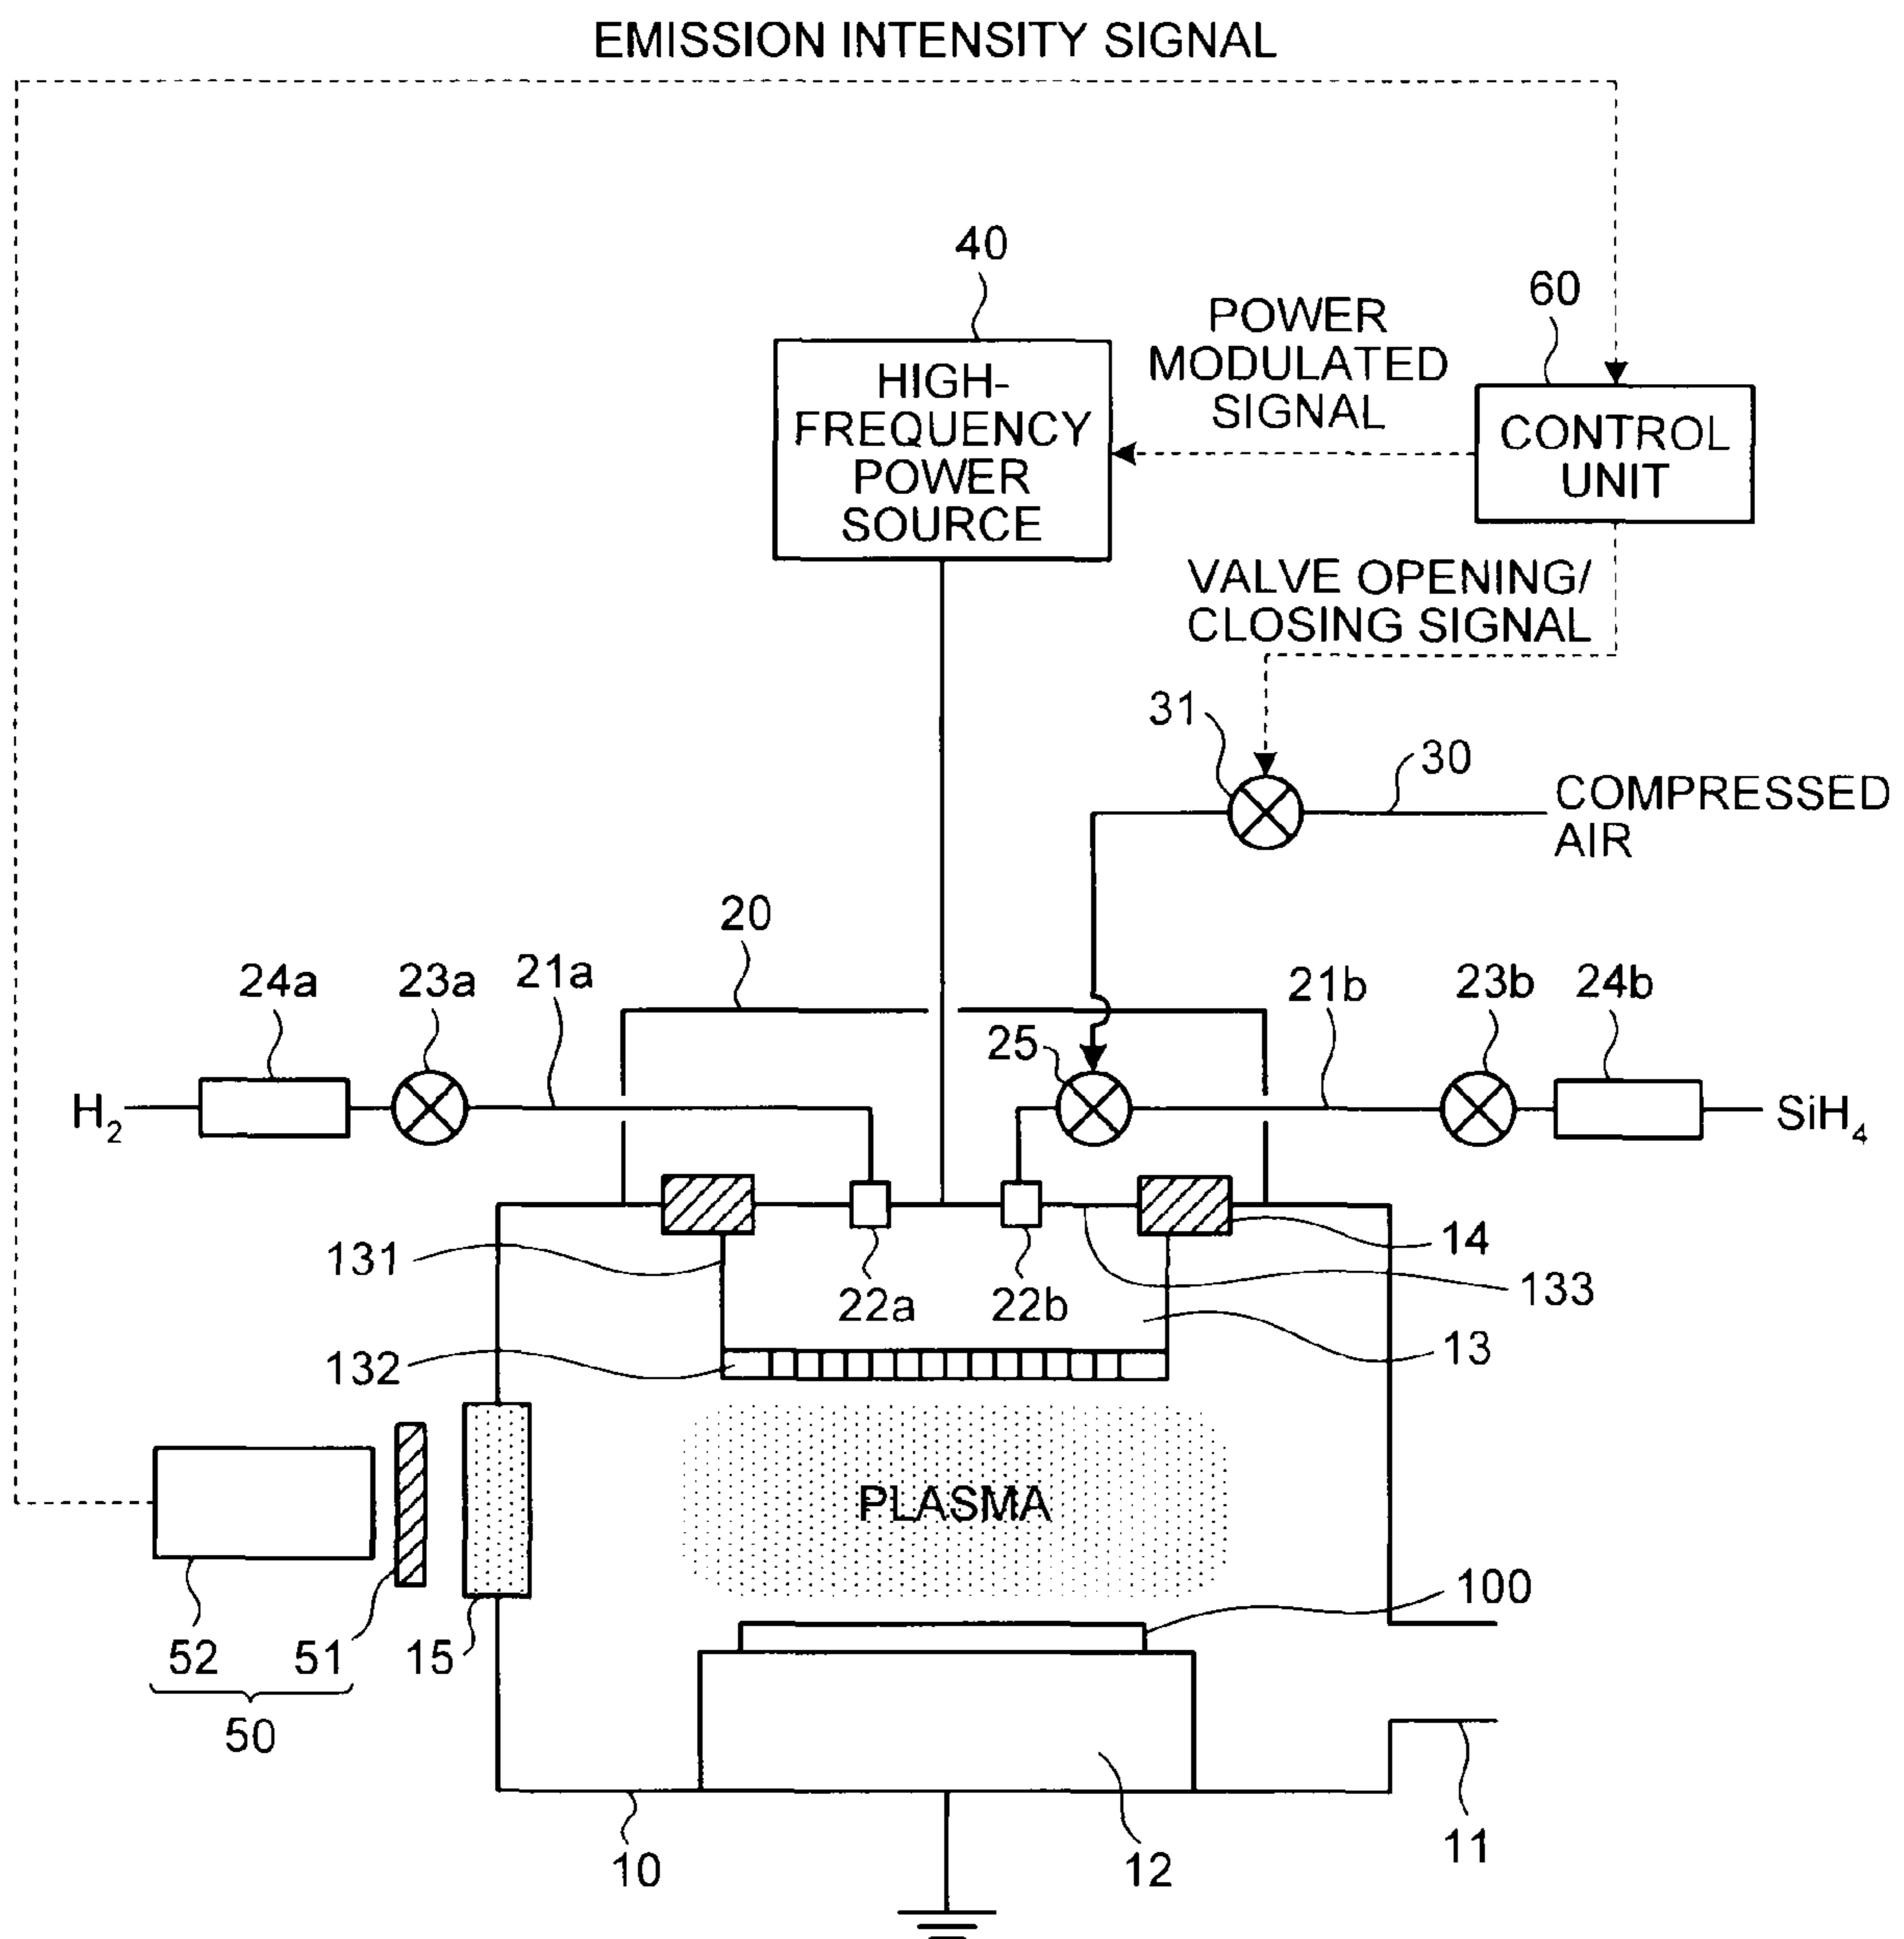 EMISSION INTENSITY SIGNAL
40
60
POWER
MODULATED
SIGNAL
HIGH-
FREQUENCY
POWER
SOURCE
CONTROL
UNIT
VALVE OPENING/
CLOSING SIGNAL
31
30
COMPRESSED
AIR
20
24a
23a
21a
21b
23b
24b
25
H₂
SiH₄
131
22a
22b
14
133
132
13
PLASMA
100
52
51
15
50
10
12
11